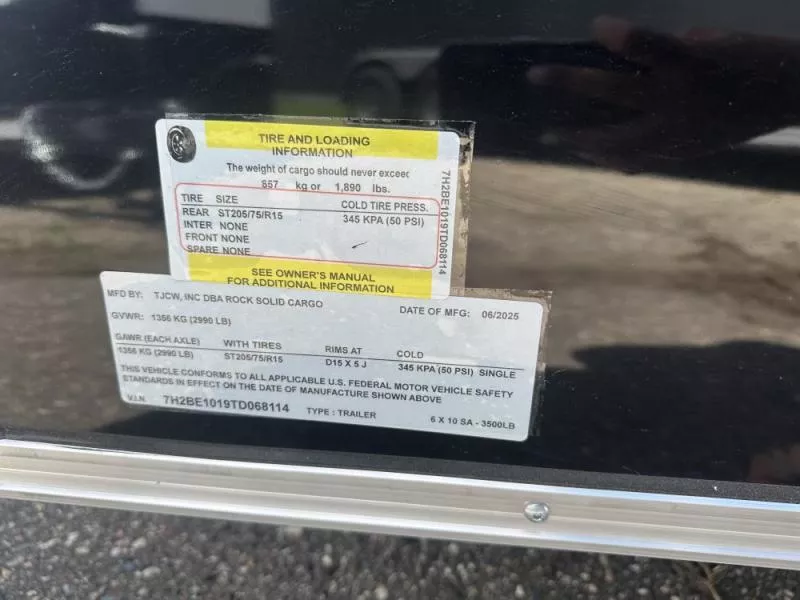 TIRE AND LOADING
INFORMATION
The weight of cargo should never exceed
857 kg or 1,890 lbs.
TIRE SIZE COLD TIRE PRESS.
REAR ST205/75/R15 345 KPA (50 PSI)
INTER NONE
FRONT NONE
SPARE NONE
SEE OWNER'S MANUAL
FOR ADDITIONAL INFORMATION
7H2BE1019TD068114
MFD BY: TJCW, INC DBA ROCK SOLID CARGO DATE OF MFG: 06/2025
GVWR: 1356 KG (2990 LB)
GAWR (EACH AXLE) WITH TIRES RIMS AT COLD
1356 KG (2990 LB) ST205/75/R15 D15 X 5 J 345 KPA (50 PSI) SINGLE
THIS VEHICLE CONFORMS TO ALL APPLICABLE U.S. FEDERAL MOTOR VEHICLE SAFETY
STANDARDS IN EFFECT ON THE DATE OF MANUFACTURE SHOWN ABOVE
V.I.N. 7H2BE1019TD068114 TYPE: TRAILER 6 X 10 SA - 3500LB